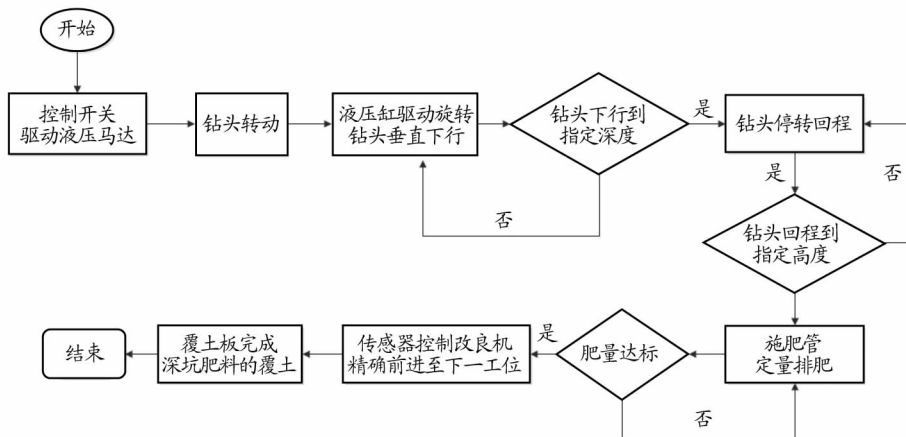 开始
控制开关
驱动液压马达
钻头转动
液压缸驱动旋转
钻头垂直下行
钻头下行到
指定深度
是
钻头停转回程
否
是
否
钻头回程到
指定高度
施肥管
定量排肥
肥量达标
否
是
传感器控制改良机
精确前进至下一工位
覆土板完成
深坑肥料的覆土
结束